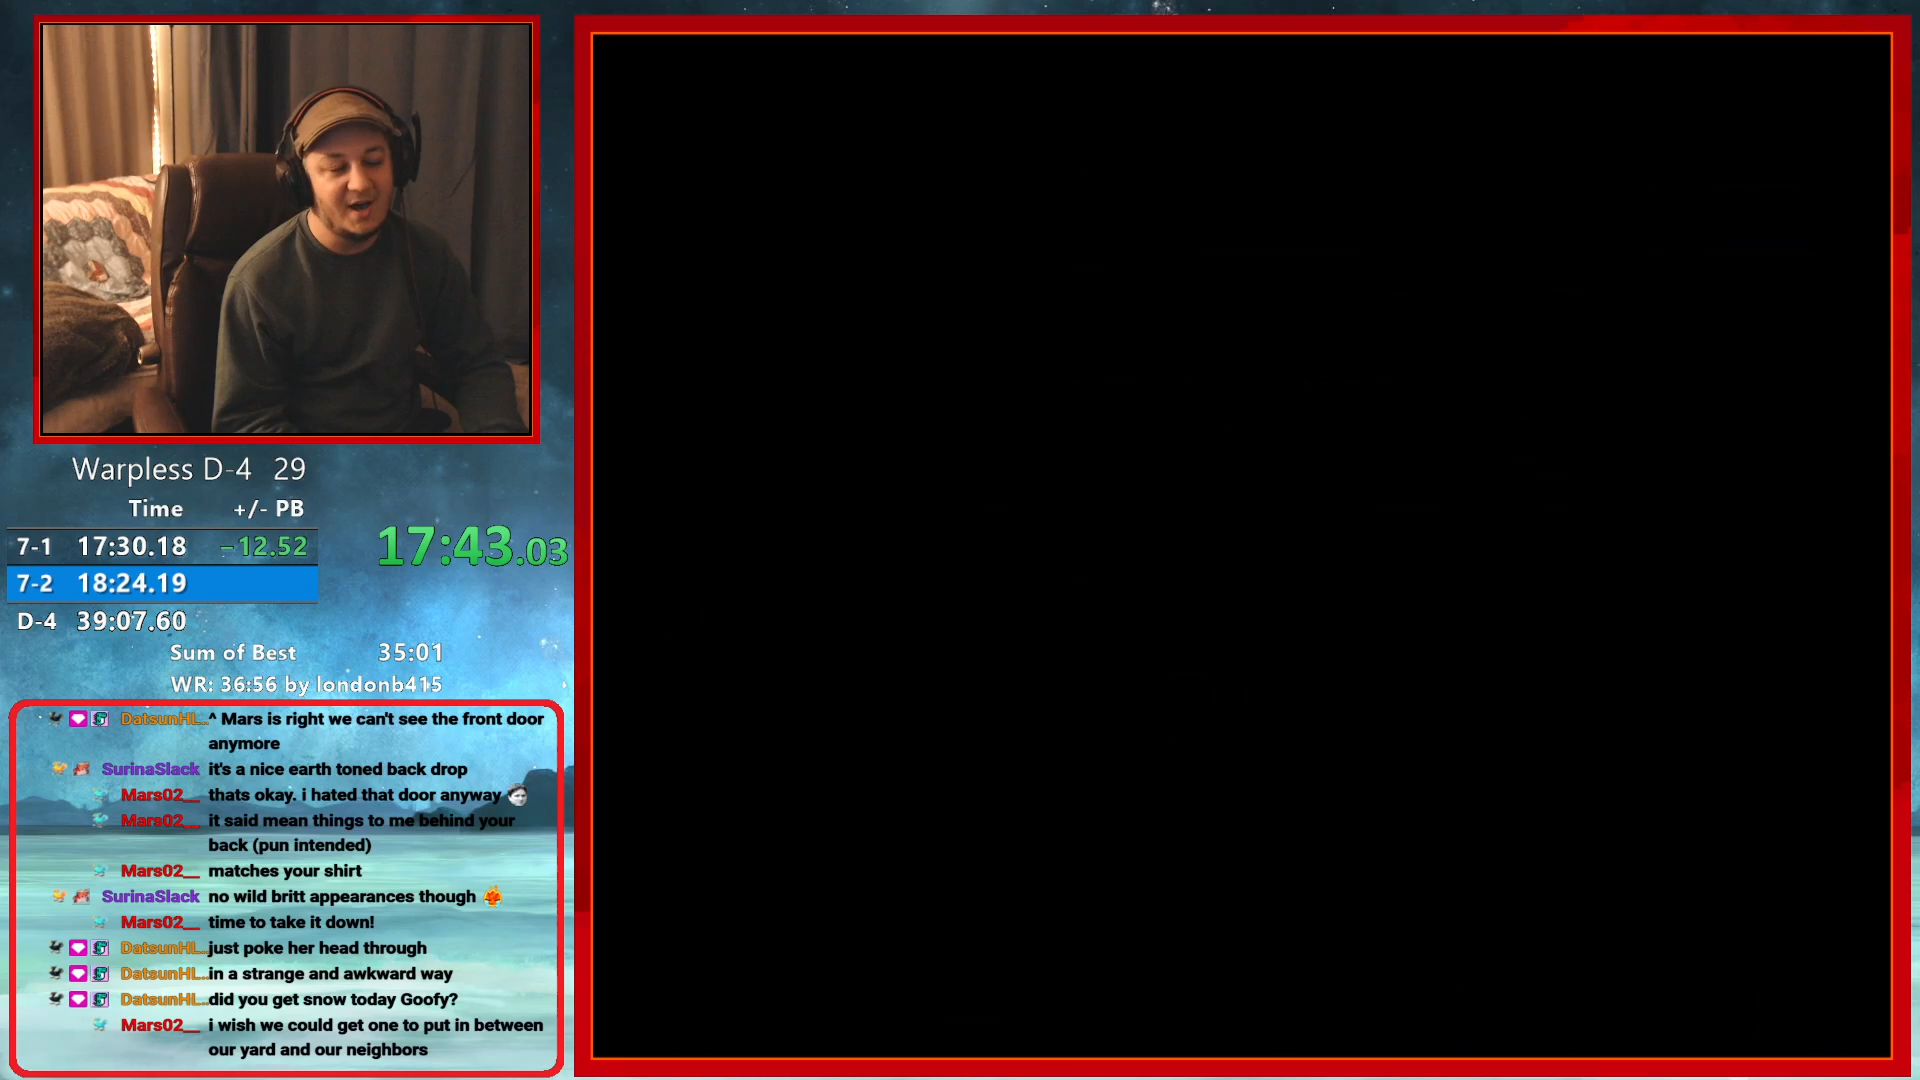 Warpless D-4 29
Time +/- PB
7-1 17:30.18 -12.52
17:43.03
7-2 18:24.19
D-4 39:07.60
Sum of Best 35:01
WR: 36:56 by londonb415
DatsunHL.. ^ Mars is right we can't see the front door
anymore
SurinaSlack it's a nice earth toned back drop
Mars02__ thats okay. i hated that door anyway
Mars02__ it said mean things to me behind your
back (pun intended)
Mars02__ matches your shirt
SurinaSlack no wild britt appearances though
Mars02__ time to take it down!
DatsunHL.. just poke her head through
DatsunHL.. in a strange and awkward way
DatsunHL.. did you get snow today Goofy?
Mars02__ i wish we could get one to put in between
our yard and our neighbors